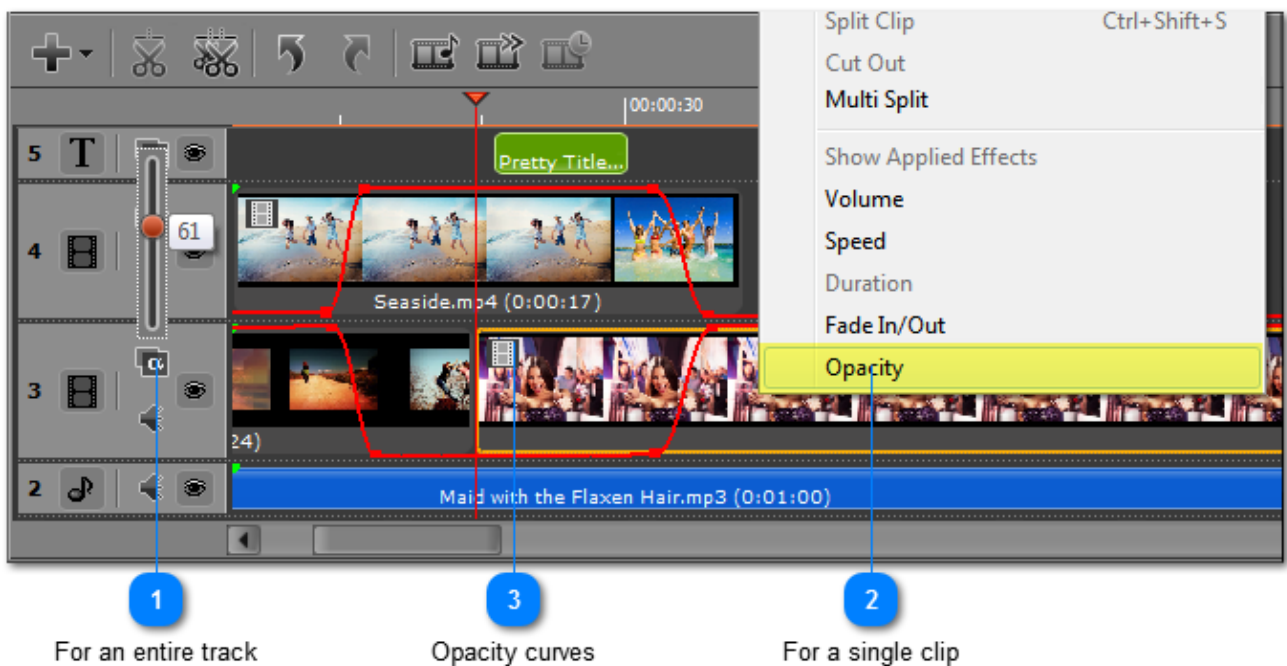 Split Clip Ctrl+Shift+S
Cut Out
Multi Split
00:00:30
Show Applied Effects
Volume
Speed
Duration
Fade In/Out
Opacity
5 T
Pretty Title...
4
61
Seaside.mp4 (0:00:17)
α
3
24)
2
Maid with the Flaxen Hair.mp3 (0:01:00)
1 3 2
For an entire track Opacity curves For a single clip